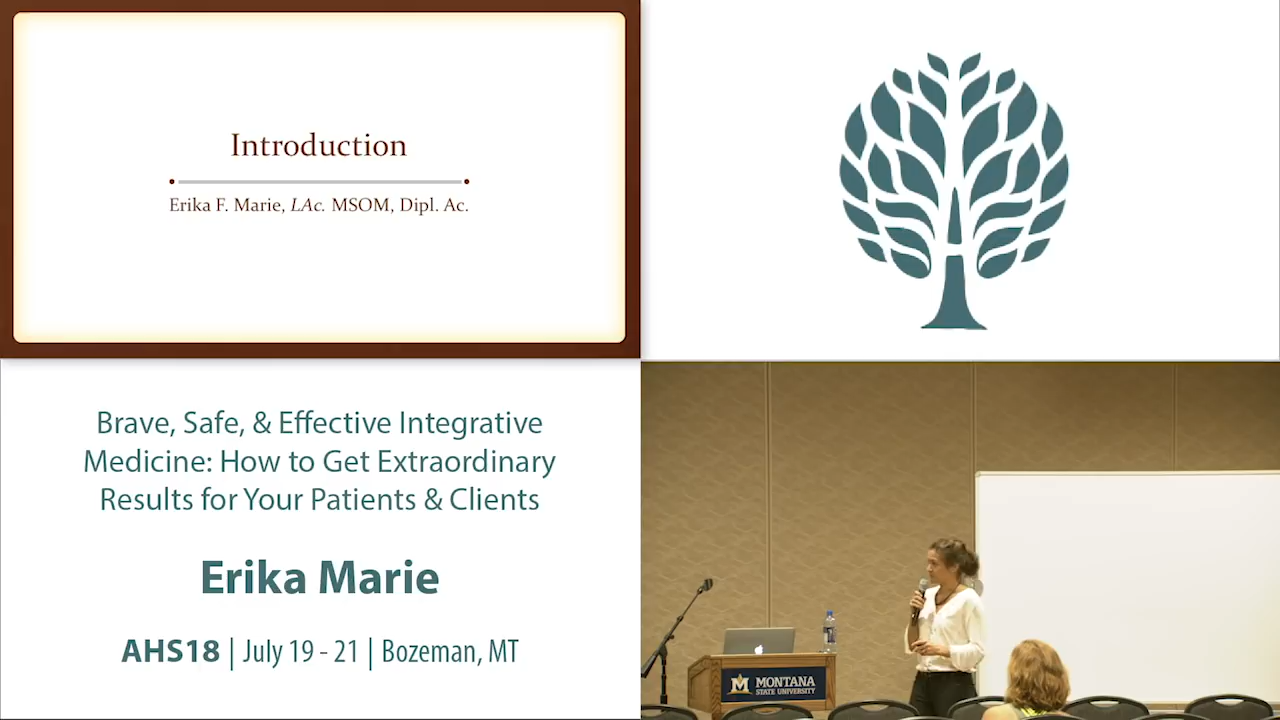 Introduction
Erika F. Marie, LAc. MSOM, Dipl. Ac.
Brave, Safe, & Effective Integrative
Medicine: How to Get Extraordinary
Results for Your Patients & Clients
Erika Marie
AHS18 | July 19 - 21 | Bozeman, MT
M MONTANA
STATE UNIVERSITY